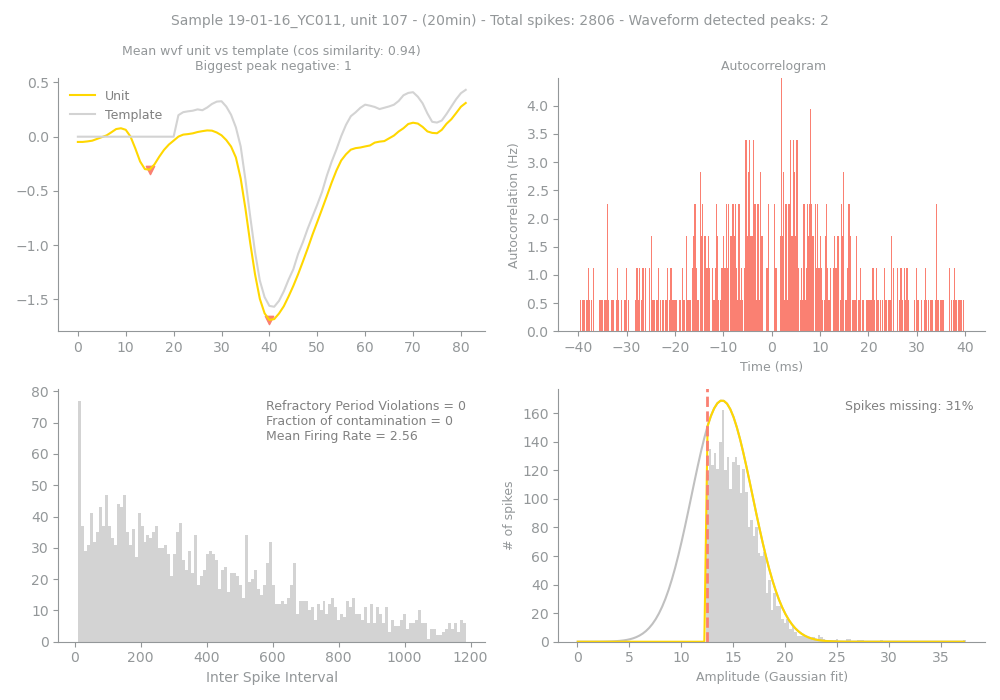 Sample 19-01-16_YC011, unit 107 - (20min) - Total spikes: 2806 - Waveform detected peaks: 2
Mean wvf unit vs template (cos similarity: 0.94)
Biggest peak negative: 1
0.5
0.0
−0.5
−1.0
−1.5
Unit
Template
0 10 20 30 40 50 60 70 80
Autocorrelogram
Autocorrelation (Hz)
4.0
3.5
3.0
2.5
2.0
1.5
1.0
0.5
0.0
−40 −30 −20 −10 0 10 20 30 40
Time (ms)
80
70
60
50
40
30
20
10
0
Refractory Period Violations = 0
Fraction of contamination = 0
Mean Firing Rate = 2.56
0 200 400 600 800 1000 1200
Inter Spike Interval
# of spikes
160
140
120
100
80
60
40
20
0
Spikes missing: 31%
0 5 10 15 20 25 30 35
Amplitude (Gaussian fit)